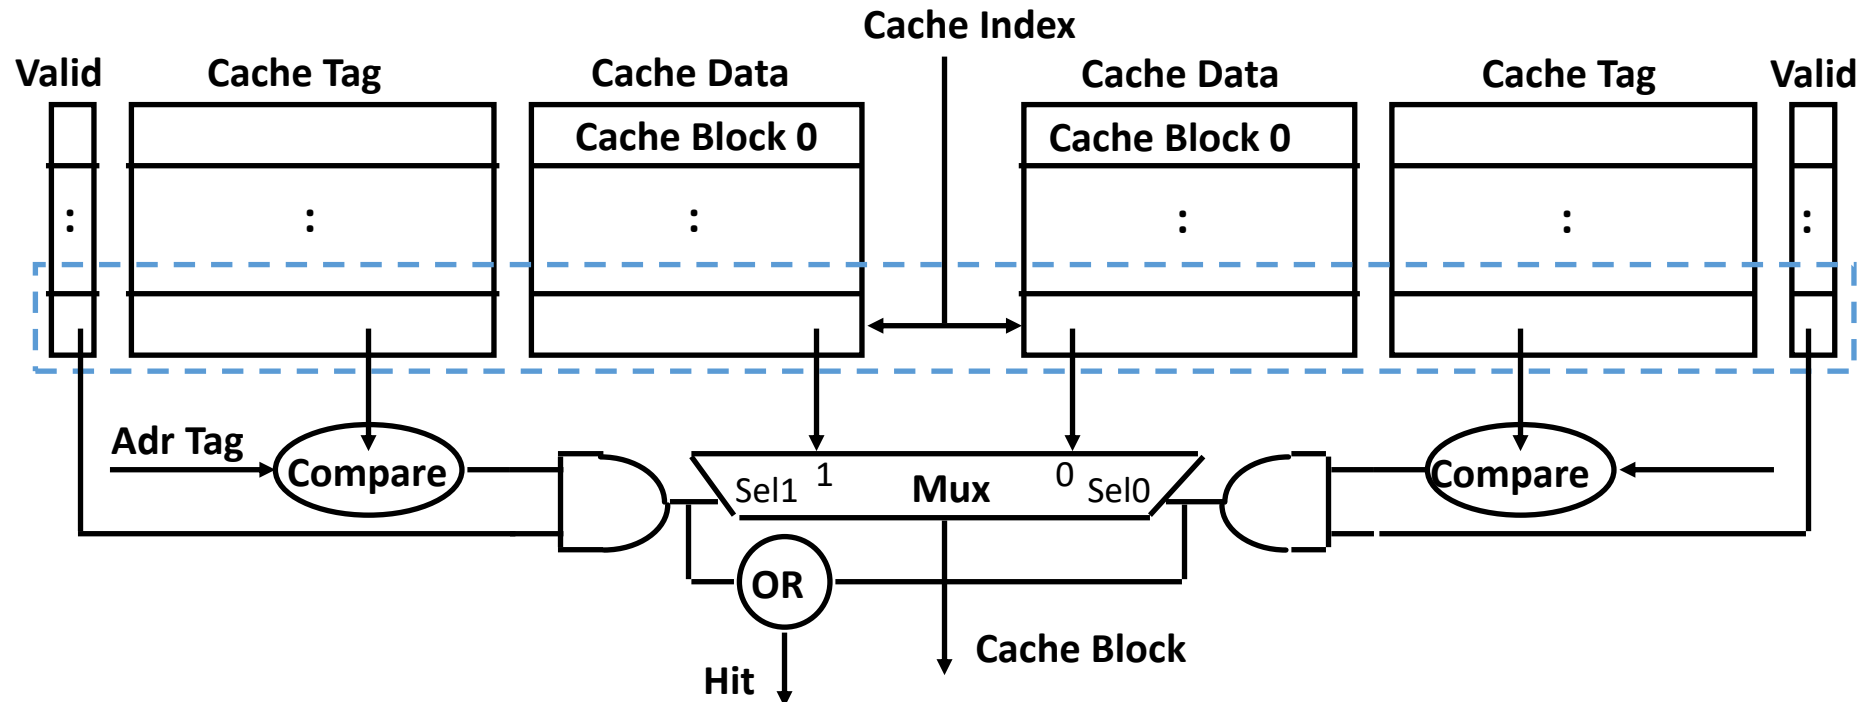 Cache Index
Valid Cache Tag Cache Data Cache Data Cache Tag Valid
Cache Block 0 Cache Block 0
: : : : : :
Adr Tag Compare Sel1 1 Mux 0 Sel0 Compare
OR
Cache Block
Hit